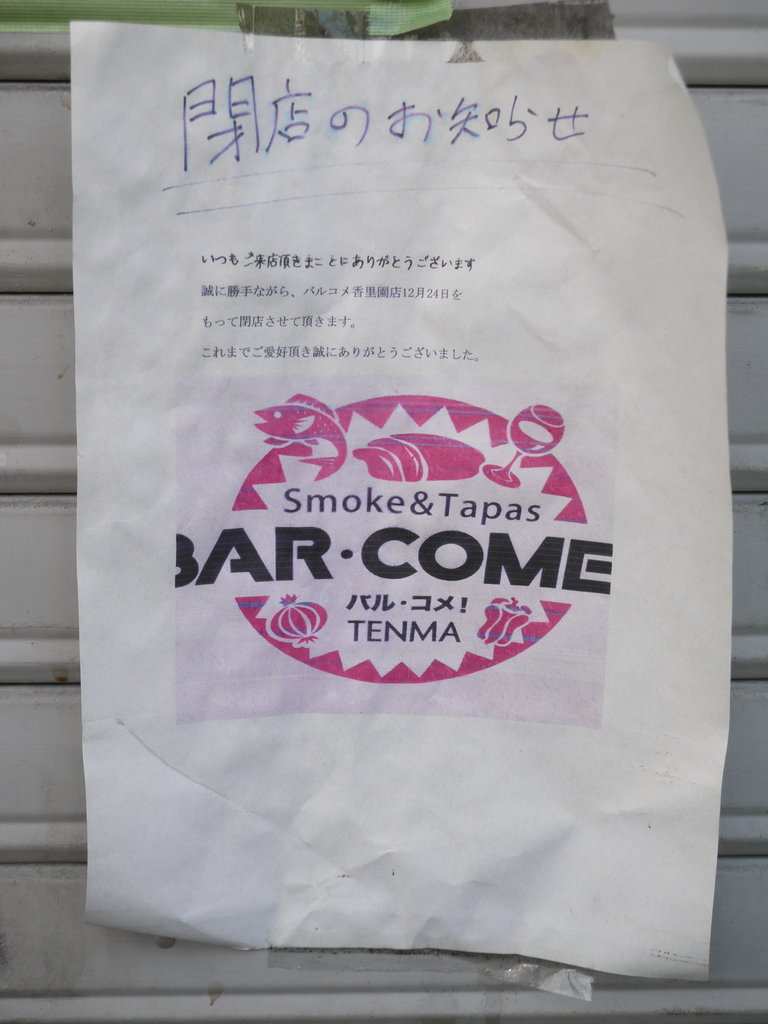 閉店のお知らせ
いつもご来店頂きまことにありがとうございます
誠に勝手ながら、バルコメ香里園店12月24日を
もって閉店させて頂きます。
これまでご愛好頂き誠にありがとうございました。
Smoke&Tapas
BAR・COME
バル・コメ!
TENMA